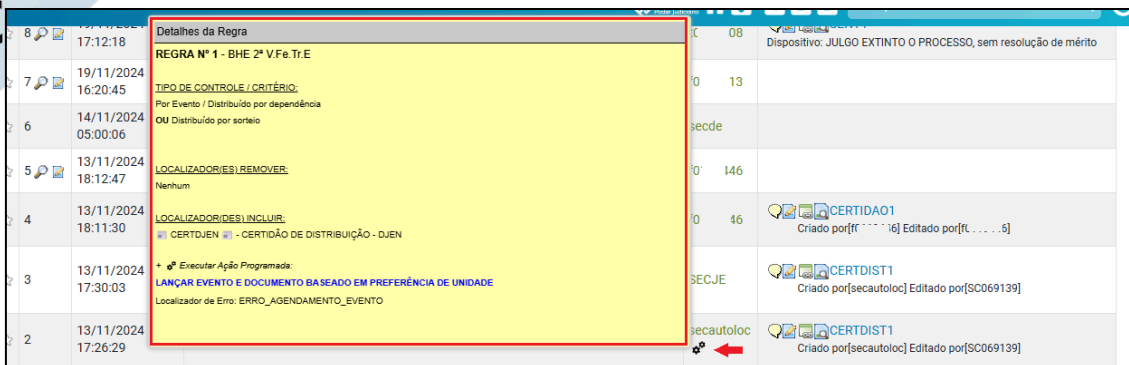 Poder Judiciário
8
17:12:18
08
Dispositivo: JULGO EXTINTO O PROCESSO, sem resolução de mérito
Detalhes da Regra
REGRA Nº 1 - BHE 2ª V.Fe.Tr.E
TIPO DE CONTROLE / CRITÉRIO:
Por Evento / Distribuído por dependência
OU Distribuído por sorteio
LOCALIZADOR(ES) REMOVER:
Nenhum
LOCALIZADOR(DES) INCLUIR:
CERTDJEN - CERTIDÃO DE DISTRIBUIÇÃO - DJEN
+ Executar Ação Programada:
LANÇAR EVENTO E DOCUMENTO BASEADO EM PREFERÊNCIA DE UNIDADE
Localizador de Erro: ERRO_AGENDAMENTO_EVENTO
7
19/11/2024
16:20:45
13
6
14/11/2024
05:00:06
secde
5
13/11/2024
18:12:47
446
4
13/11/2024
18:11:30
46
CERTIDAO1
Criado por[ 6] Editado por[ 6]
3
13/11/2024
17:30:03
SECJE
CERTDIST1
Criado por[secautoloc] Editado por[SC069139]
2
13/11/2024
17:26:29
secautoloc
CERTDIST1
Criado por[secautoloc] Editado por[SC069139]